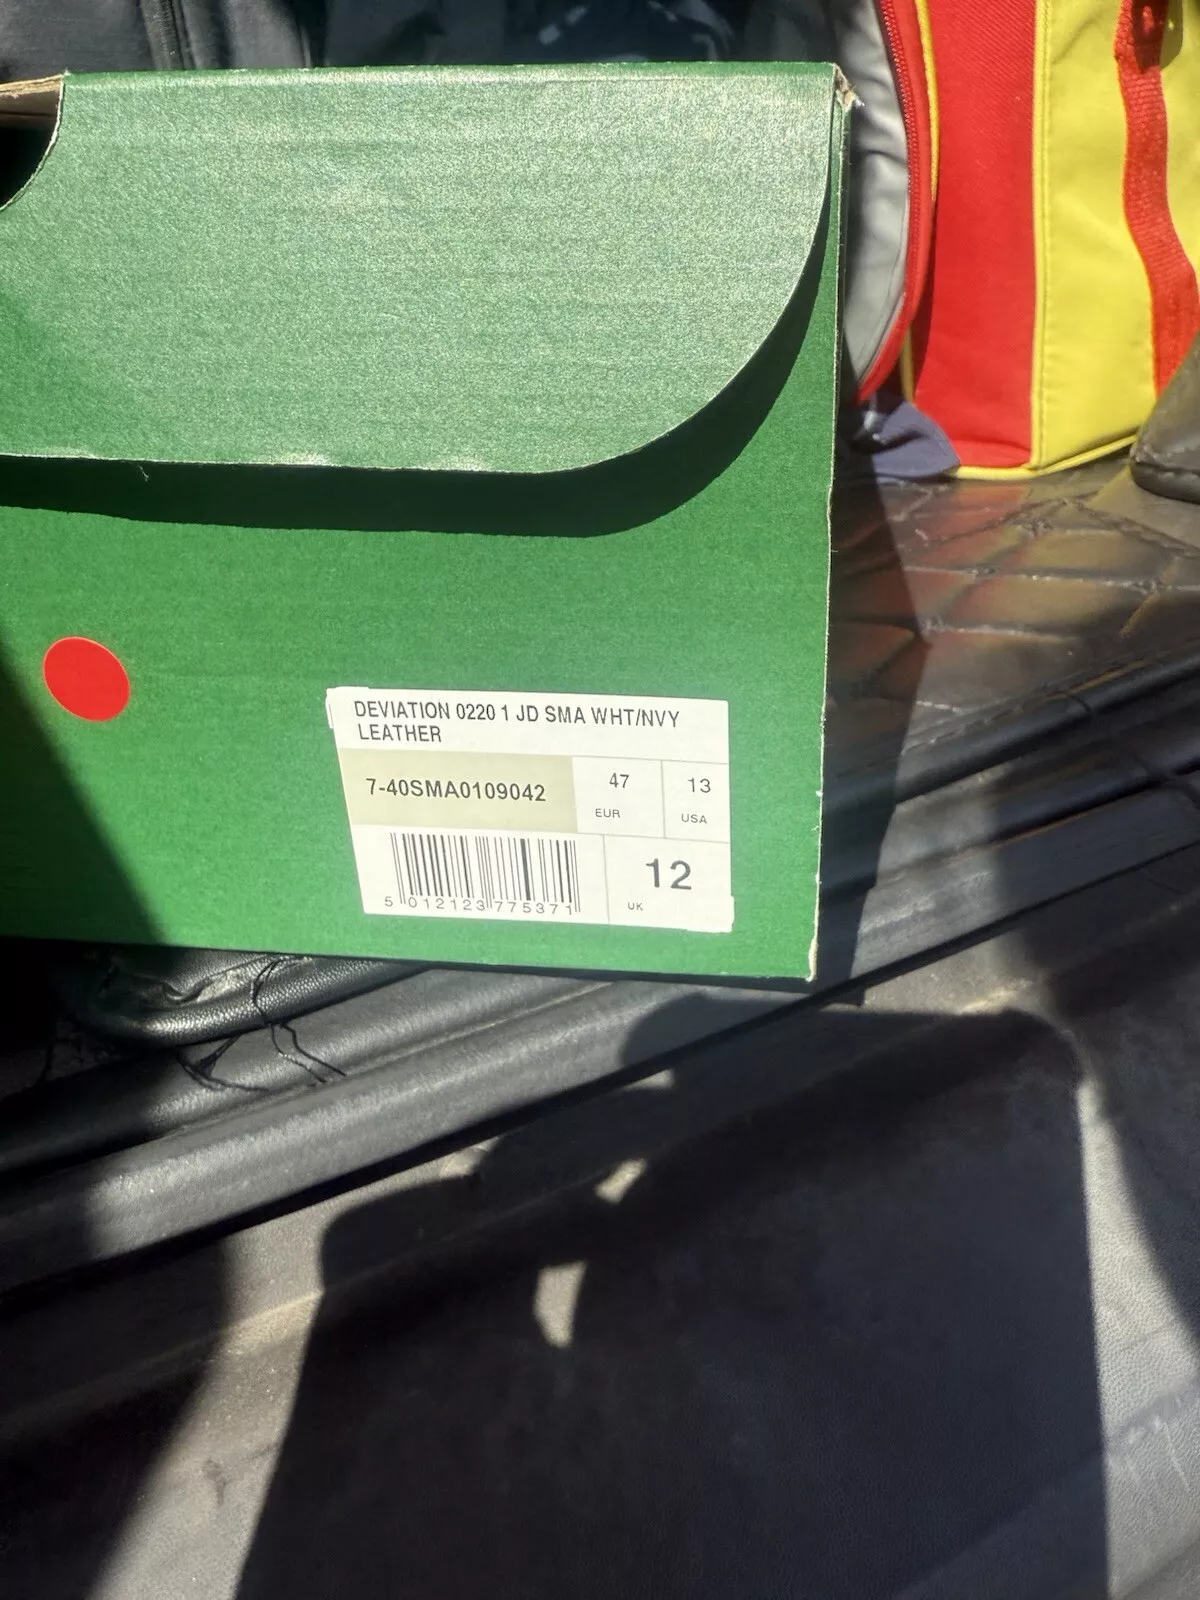 DEVIATION 0220 1 JD SMA WHT/NVY
LEATHER
7-40SMA0109042
47
EUR
13
USA
5 012123 775371
12
UK